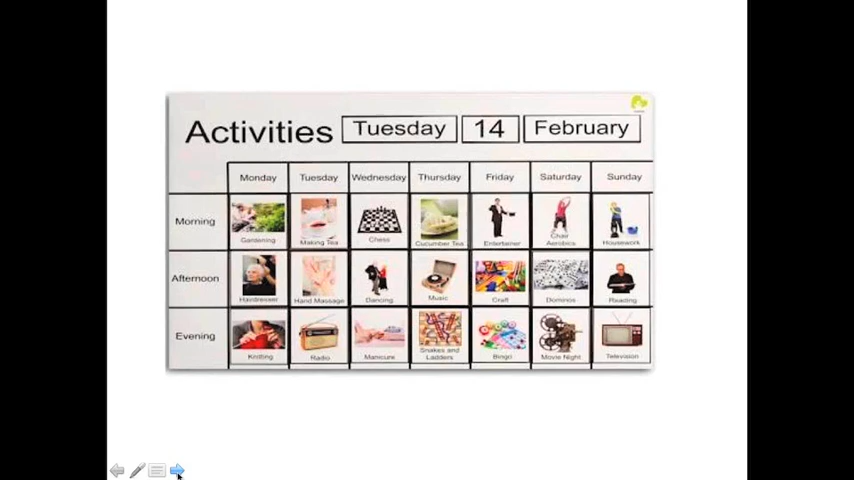 Activities Tuesday 14 February
Monday Tuesday Wednesday Thursday Friday Saturday Sunday
Morning
Gardening Making Tea Chess Cucumber Tea Entertainer Chair Aerobics Housework
Afternoon
Hairdresser Hand Massage Dancing Music Craft Dominos Reading
Evening
Knitting Radio Manicure Snakes and Ladders Bingo Movie Night Television